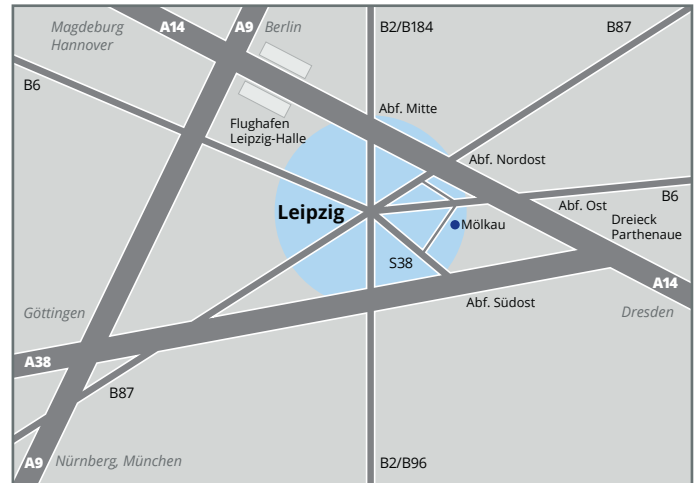 Magdeburg
Hannover
A14
A9
Berlin
B2/B184
B87
B6
Abf. Mitte
Flughafen
Leipzig-Halle
Abf. Nordost
B6
Abf. Ost
Leipzig
Mölkau
Dreieck
Parthenaue
S38
A14
Abf. Südost
Göttingen
Dresden
A38
B87
A9
Nürnberg, München
B2/B96